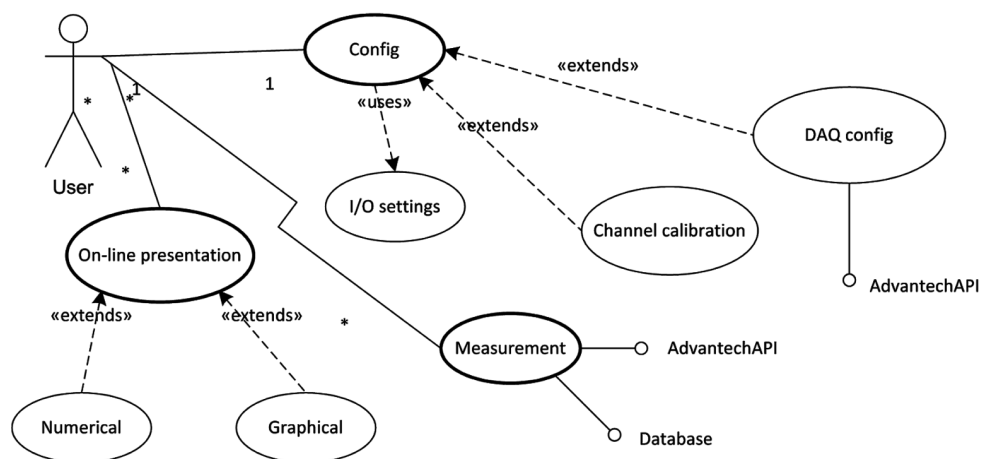 Config
«extends»
1
1
*
*
«uses»
«extends»
DAQ config
*
User
I/O settings
Channel calibration
On-line presentation
AdvantechAPI
«extends»
«extends»
*
Measurement
AdvantechAPI
Numerical
Graphical
Database